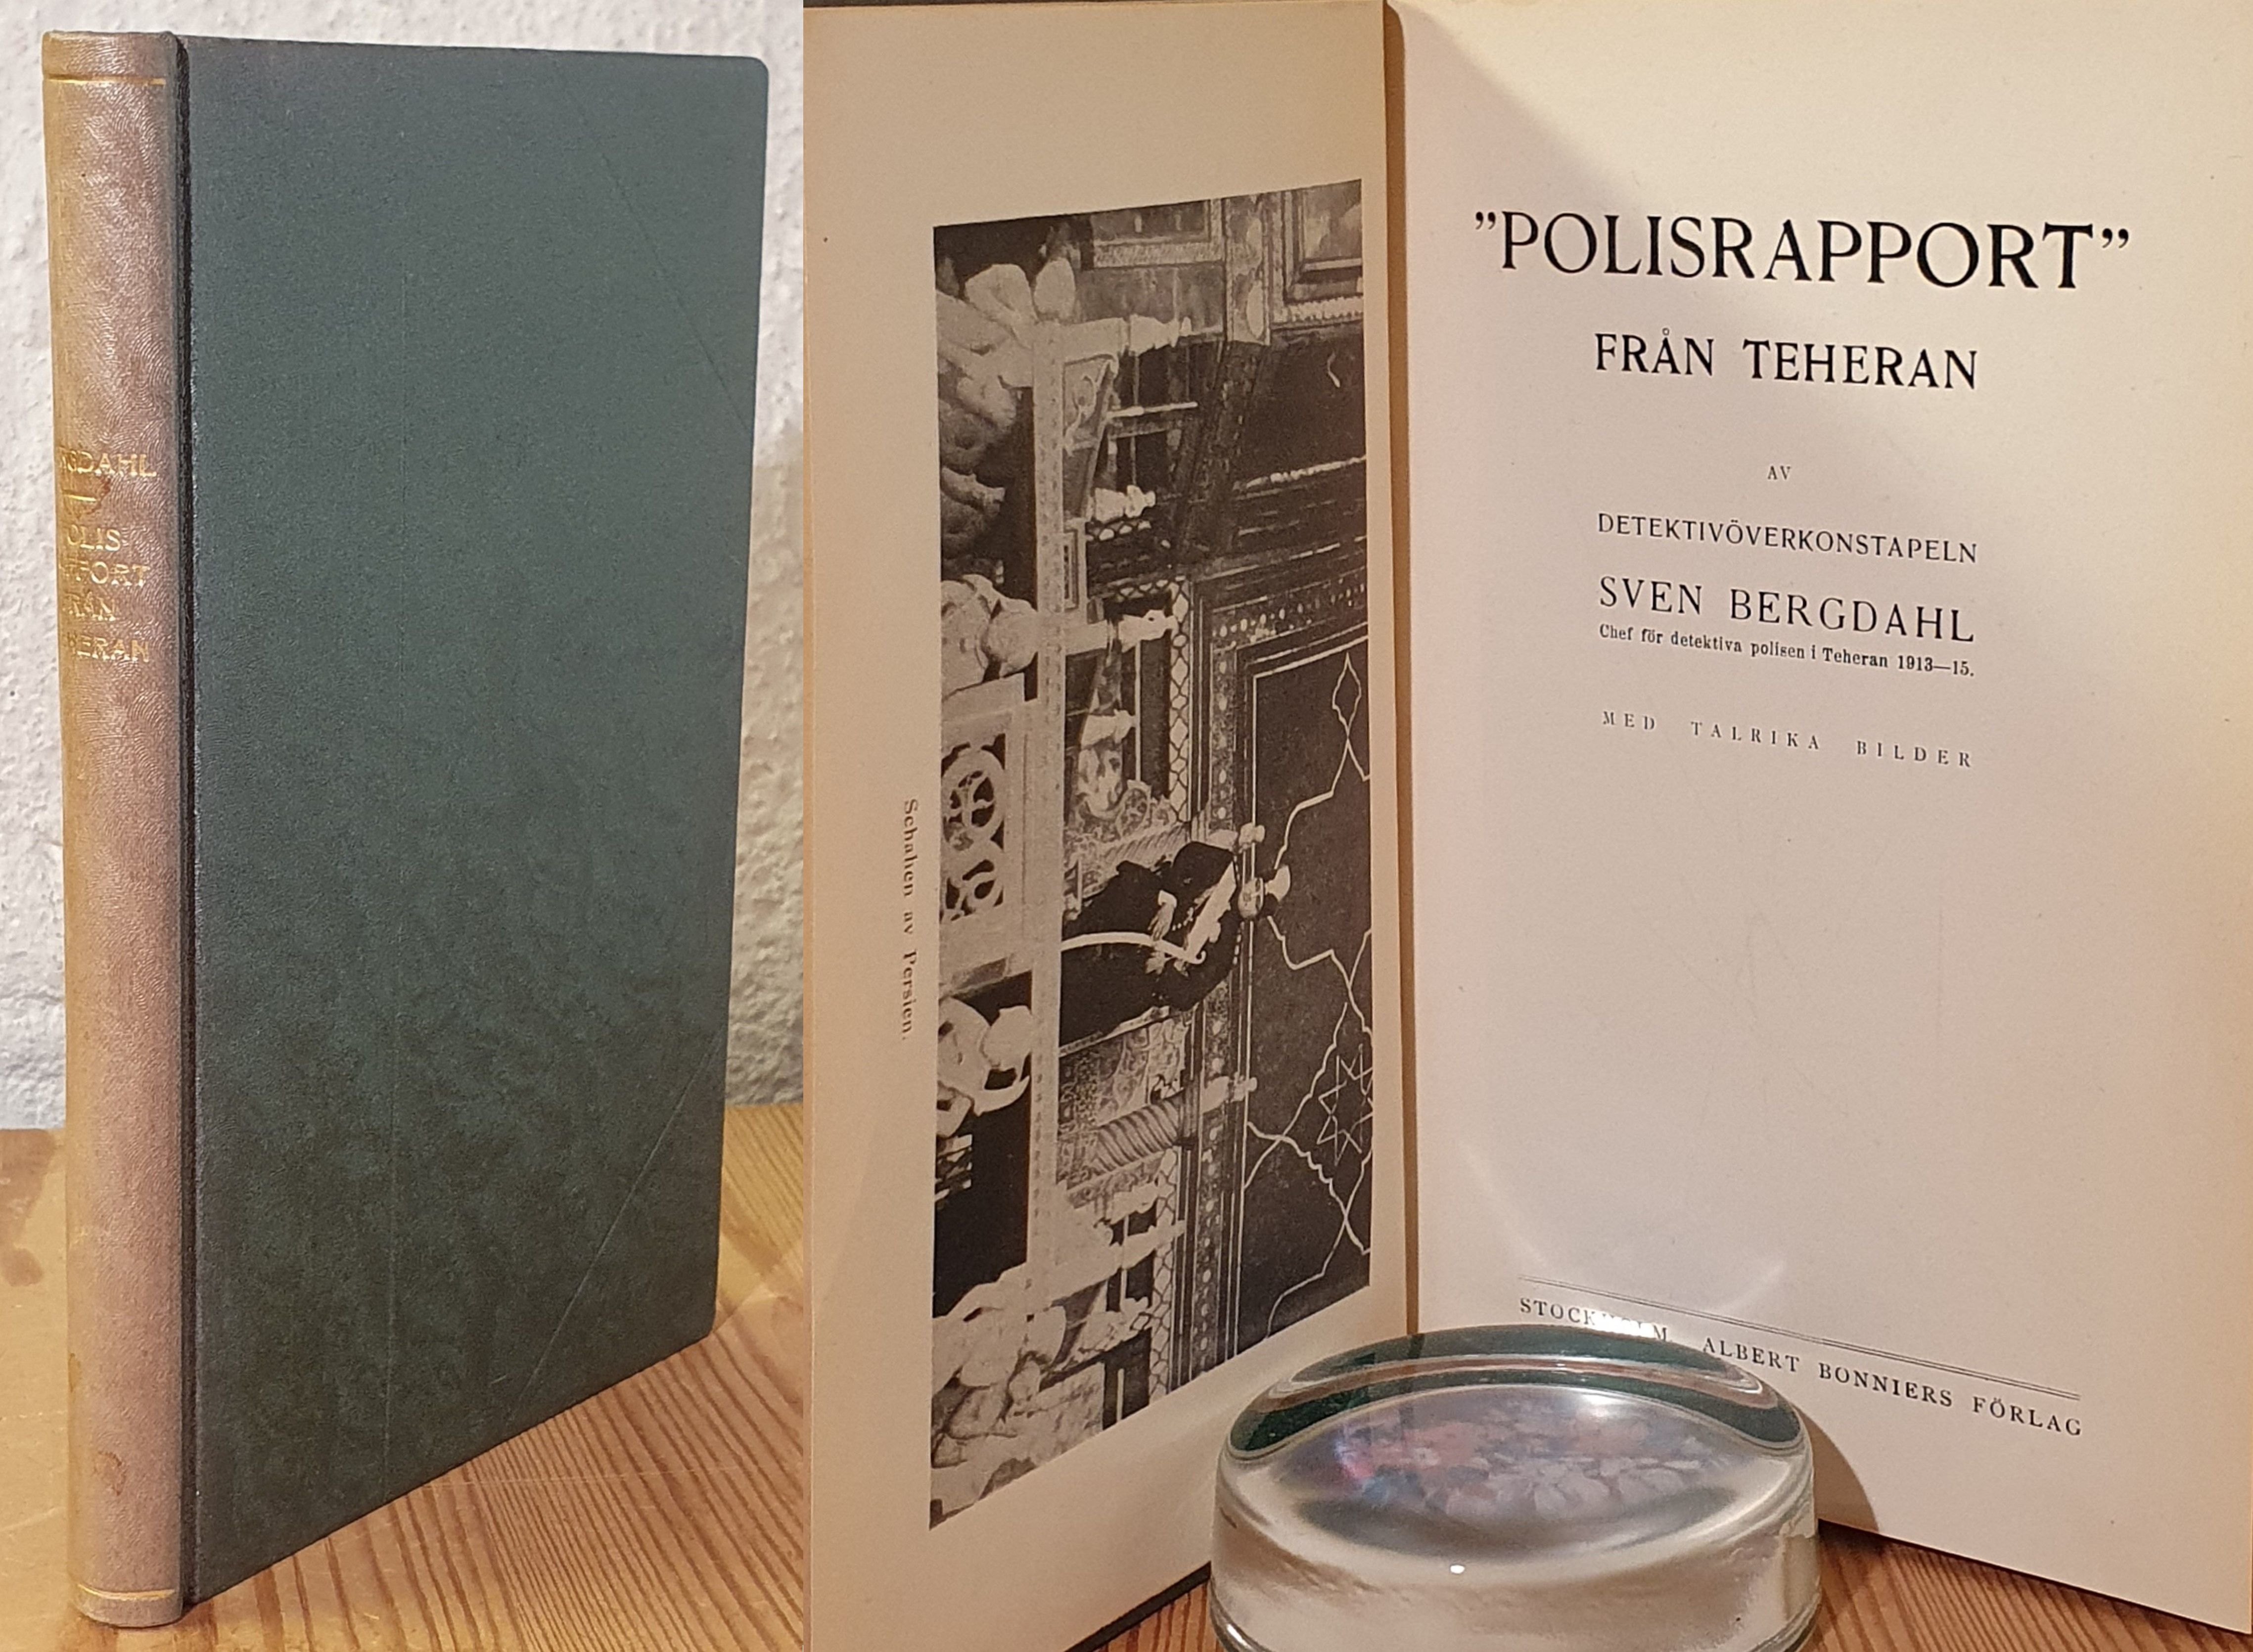 RAN
Schahen av Persien.
"POLISRAPPORT"
FRÅN TEHERAN
AV
DETEKTIVÖVERKONSTAPELN
SVEN BERGDAHL
Chef för detektiva polisen i Teheran 1913—15.
MED TALRIKA BILDER
ALBERT BONNIERS FÖRLAG